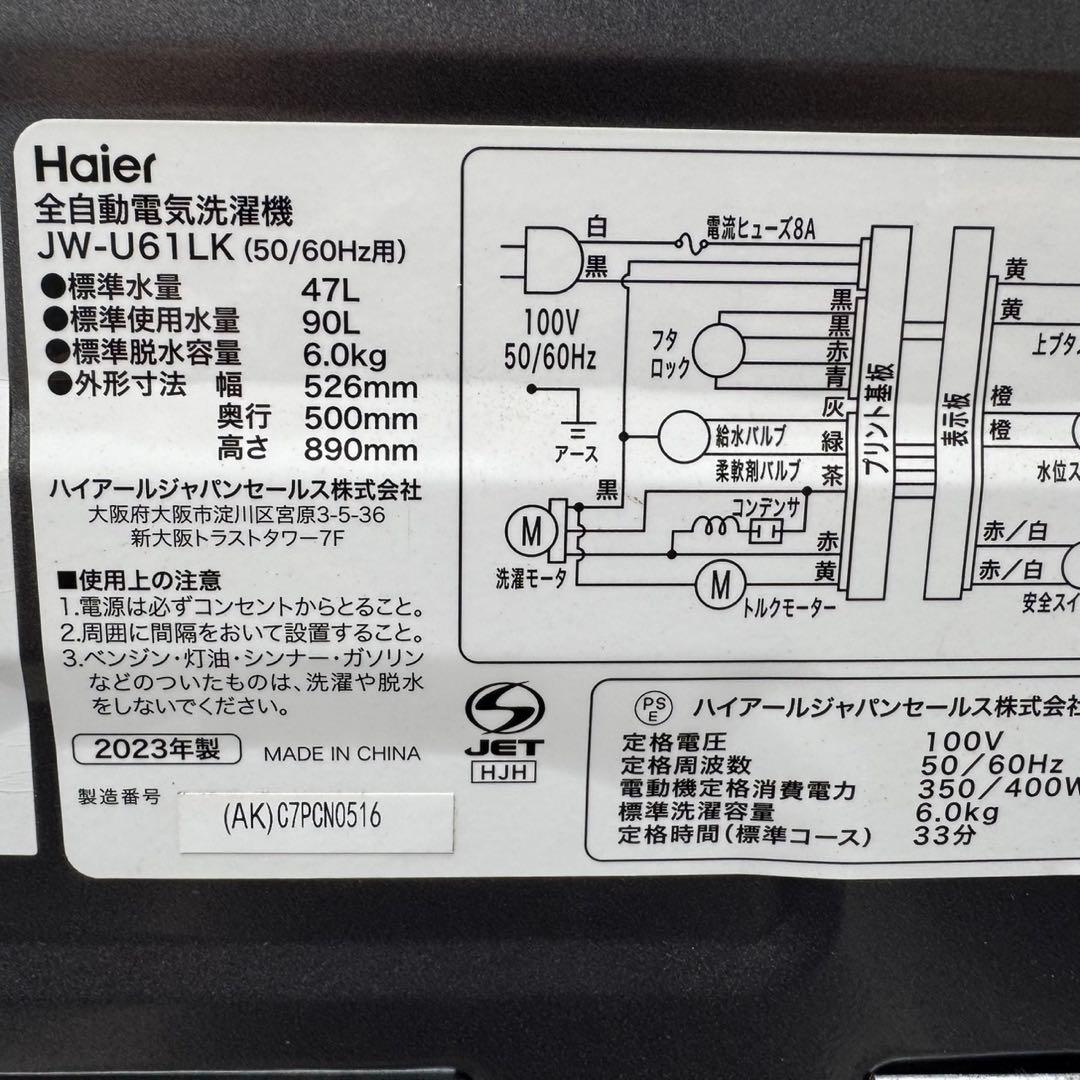 Haier
全自動電気洗濯機
JW-U61LK (50/60Hz用)
●標準水量 47L
●標準使用水量 90L
●標準脱水容量 6.0kg
●外形寸法 幅 526mm
奥行 500mm
高さ 890mm
ハイアールジャパンセールス株式会社
大阪府大阪市淀川区宮原3-5-36
新大阪トラストタワー7F
■使用上の注意
1.電源は必ずコンセントからとること。
2.周囲に間隔をおいて設置すること。
3.ベンジン・灯油・シンナー・ガソリン
などのついたものは、洗濯や脱水
をしないでください。
2023年製 MADE IN CHINA
製造番号 (AK)C7PCN0516
白
電流ヒューズ8A
黒
100V
50/60Hz
アース
フタ
ロック
黒
黒
赤
青
灰
給水バルブ
緑
柔軟剤バルブ
茶
黒
コンデンサ
M
洗濯モータ
赤
黄
M
トルクモーター
プリント基板
表示板
黄
黄
上ブタ
橙
橙
水位ス
赤/白
赤/白
安全スイ
JET
HJH
PS
E
ハイアールジャパンセールス株式会社
定格電圧 100V
定格周波数 50/60Hz
電動機定格消費電力 350/400W
標準洗濯容量 6.0kg
定格時間(標準コース) 33分